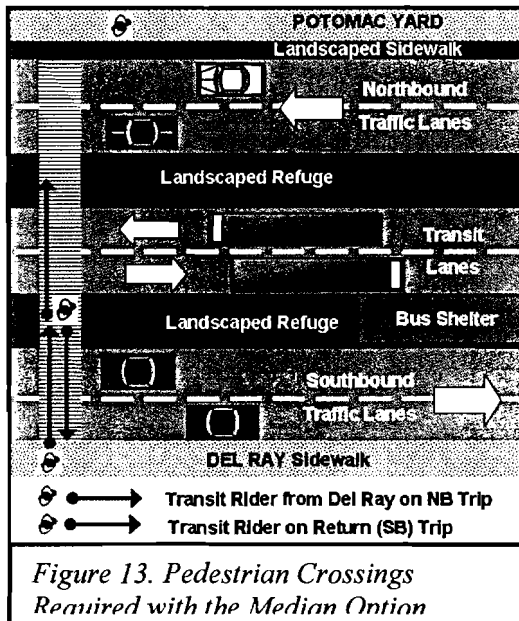 POTOMAC YARD
Landscaped Sidewalk
Northbound
Traffic Lanes
Landscaped Refuge
Transit
Lanes
Landscaped Refuge
Bus Shelter
Southbound
Traffic Lanes
DEL RAY Sidewalk
Transit Rider from Del Ray on NB Trip
Transit Rider on Return (SB) Trip
Figure 13. Pedestrian Crossings
Required with the Median Option